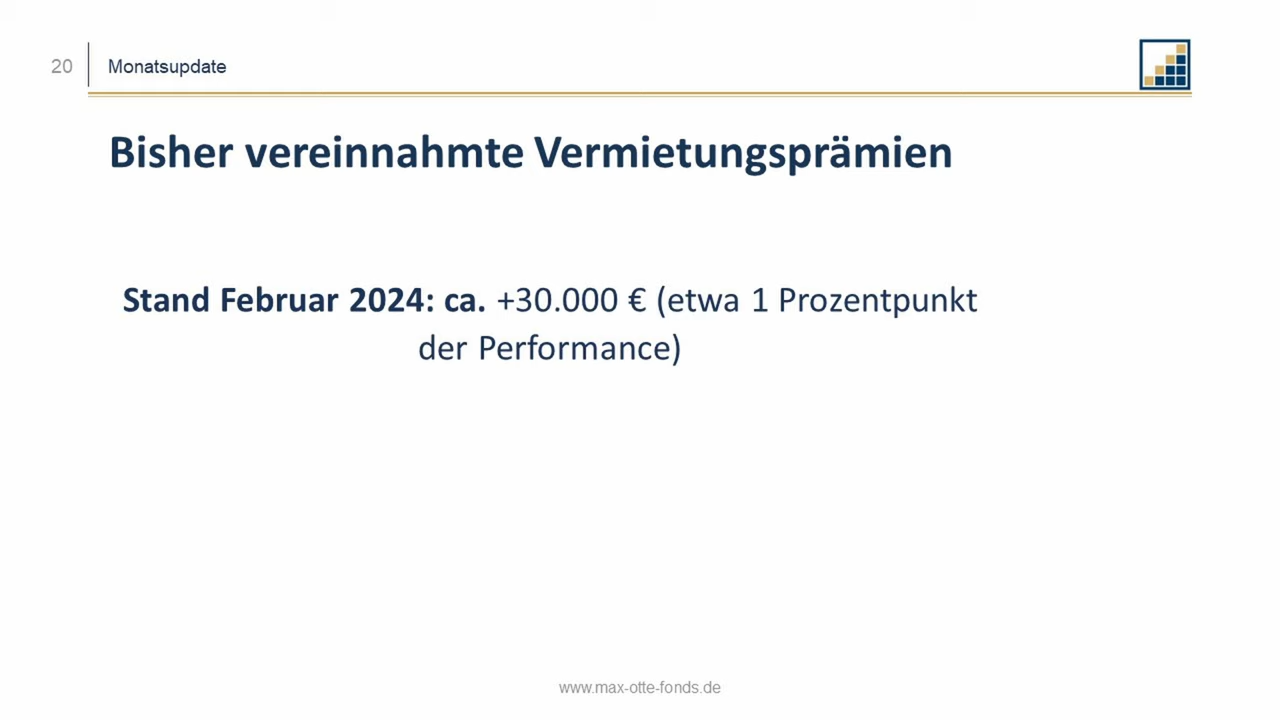 20
Monatsupdate
Bisher vereinnahmte Vermietungsprämien
Stand Februar 2024: ca. +30.000 € (etwa 1 Prozentpunkt
der Performance)
www.max-otte-fonds.de